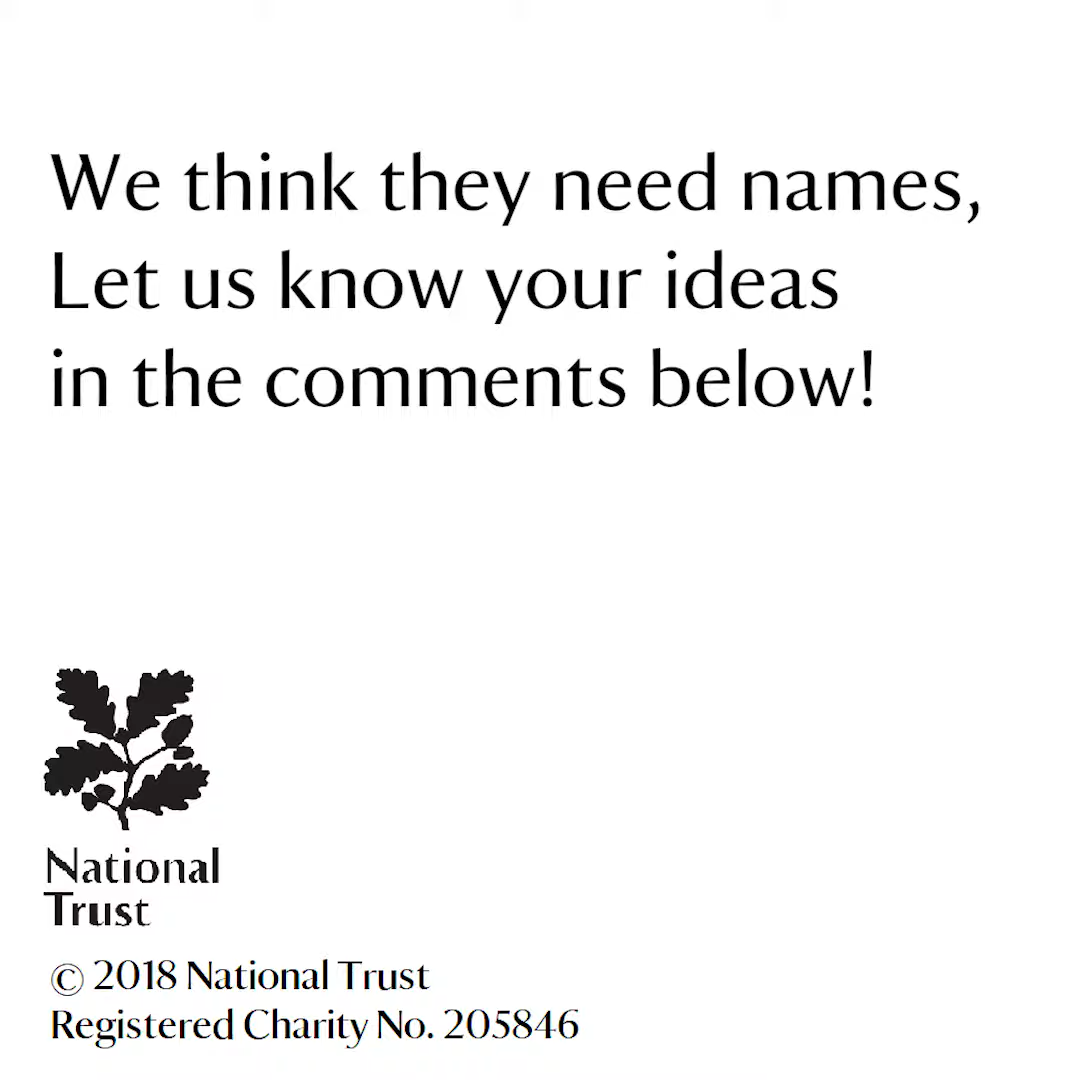 We think they need names,
Let us know your ideas
in the comments below!
National
Trust
© 2018 National Trust
Registered Charity No. 205846